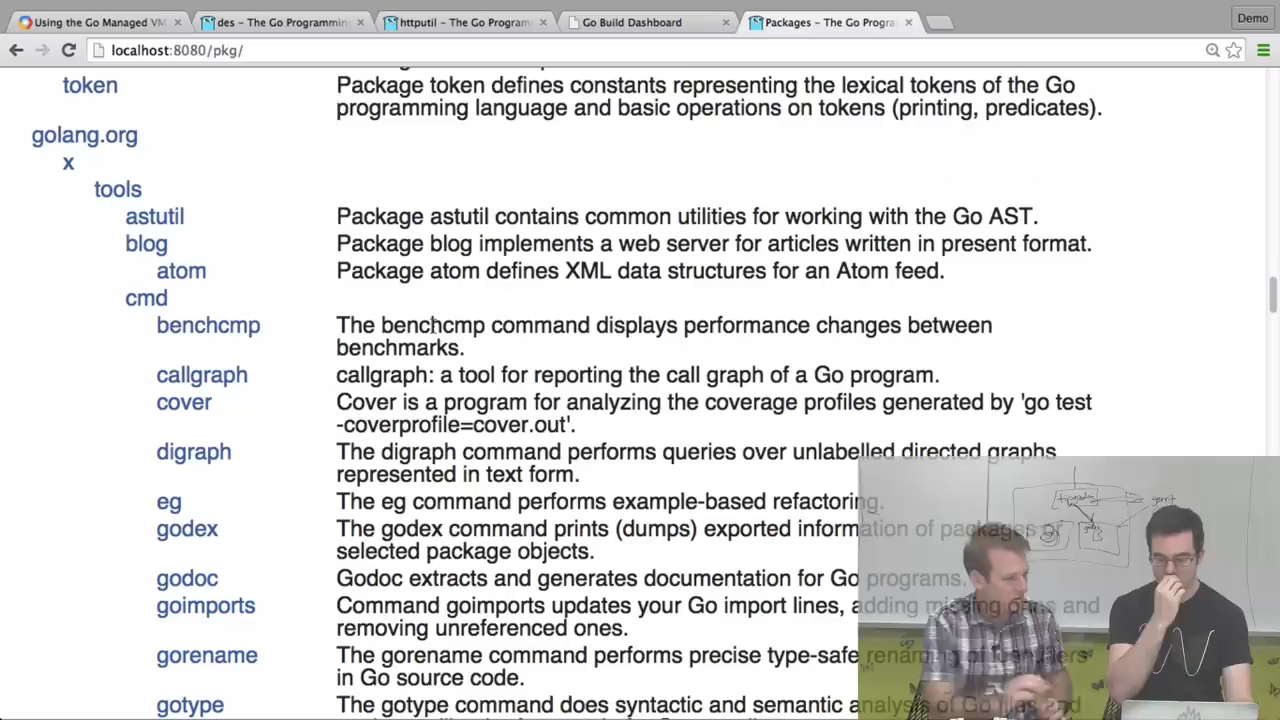 Using the Go Managed VM
des - The Go Programming
httputil - The Go Program
Go Build Dashboard
Packages - The Go Progra
Demo
localhost:8080/pkg/
token Package token defines constants representing the lexical tokens of the Go
programming language and basic operations on tokens (printing, predicates).
golang.org
x
tools
astutil Package astutil contains common utilities for working with the Go AST.
blog Package blog implements a web server for articles written in present format.
atom Package atom defines XML data structures for an Atom feed.
cmd
benchcmp The benchcmp command displays performance changes between
benchmarks.
callgraph callgraph: a tool for reporting the call graph of a Go program.
cover Cover is a program for analyzing the coverage profiles generated by 'go test
-coverprofile=cover.out'.
digraph The digraph command performs queries over unlabelled directed graphs
represented in text form.
eg The eg command performs example-based refactoring.
godex The godex command prints (dumps) exported information of packages or
selected package objects.
godoc Godoc extracts and generates documentation for Go programs.
goimports Command goimports updates your Go import lines, adding missing ones and
removing unreferenced ones.
gorename The gorename command performs precise type-safe renaming of identifiers
in Go source code.
gotype The gotype command does syntactic and semantic analysis of Go files and
tipgodoc
gerrit